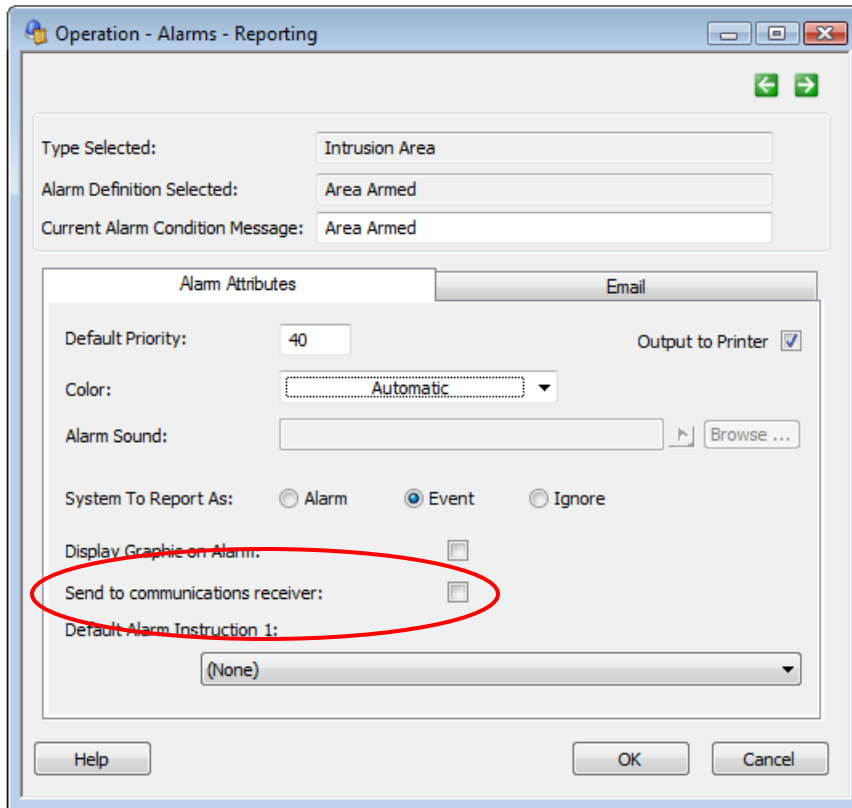 Operation - Alarms - Reporting
Type Selected: Intrusion Area
Alarm Definition Selected: Area Armed
Current Alarm Condition Message: Area Armed
Alarm Attributes Email
Default Priority: 40 Output to Printer
Color: Automatic
Alarm Sound: Browse ...
System To Report As: Alarm Event Ignore
Display Graphic on Alarm:
Send to communications receiver:
Default Alarm Instruction 1:
(None)
Help OK Cancel